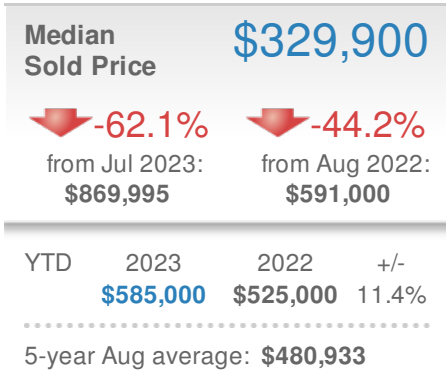 Median $329,900
Sold Price
-62.1% -44.2%
from Jul 2023: from Aug 2022:
$869,995 $591,000
YTD 2023 2022 +/-
$585,000 $525,000 11.4%
5-year Aug average: $480,933